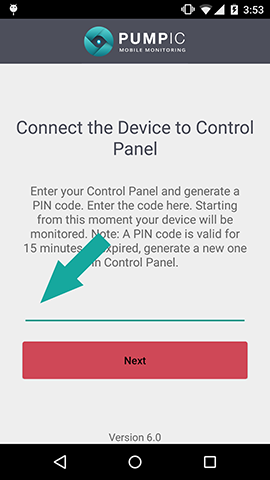 3:53
PUMPIC
MOBILE MONITORING
Connect the Device to Control
Panel
Enter your Control Panel and generate a
PIN code. Enter the code here. Starting
from this moment your device will be
monitored. Note: A PIN code is valid for
15 minutes. expired, generate a new one
in Control Panel.
Next
Version 6.0